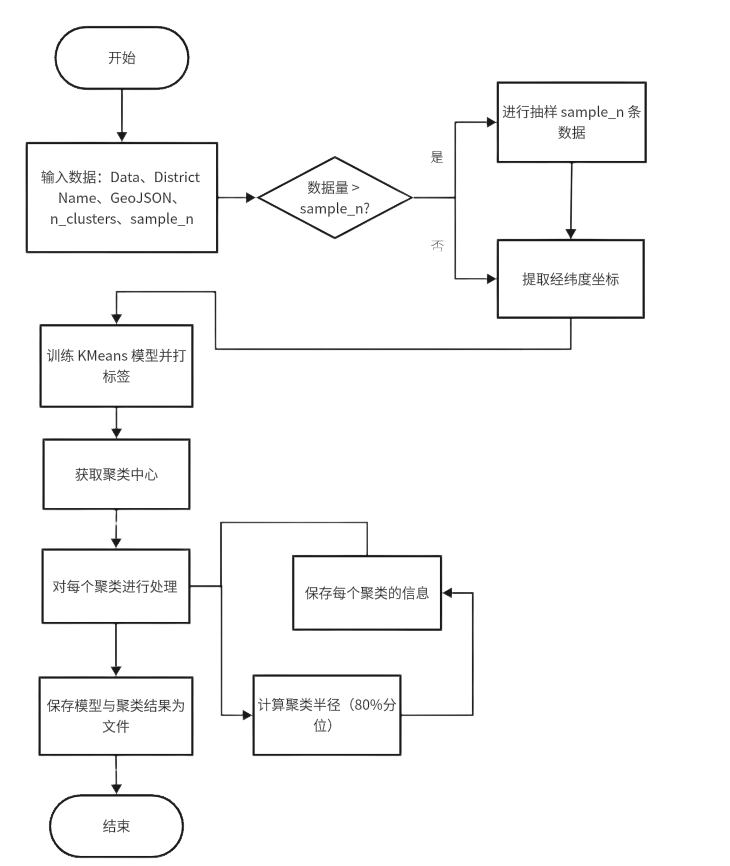 开始
输入数据：Data、District
Name、GeoJSON、
n_clusters、sample_n
数据量 >
sample_n?
是
否
进行抽样 sample_n 条
数据
提取经纬度坐标
训练 KMeans 模型并打
标签
获取聚类中心
对每个聚类进行处理
保存每个聚类的信息
计算聚类半径（80%分
位）
保存模型与聚类结果为
文件
结束